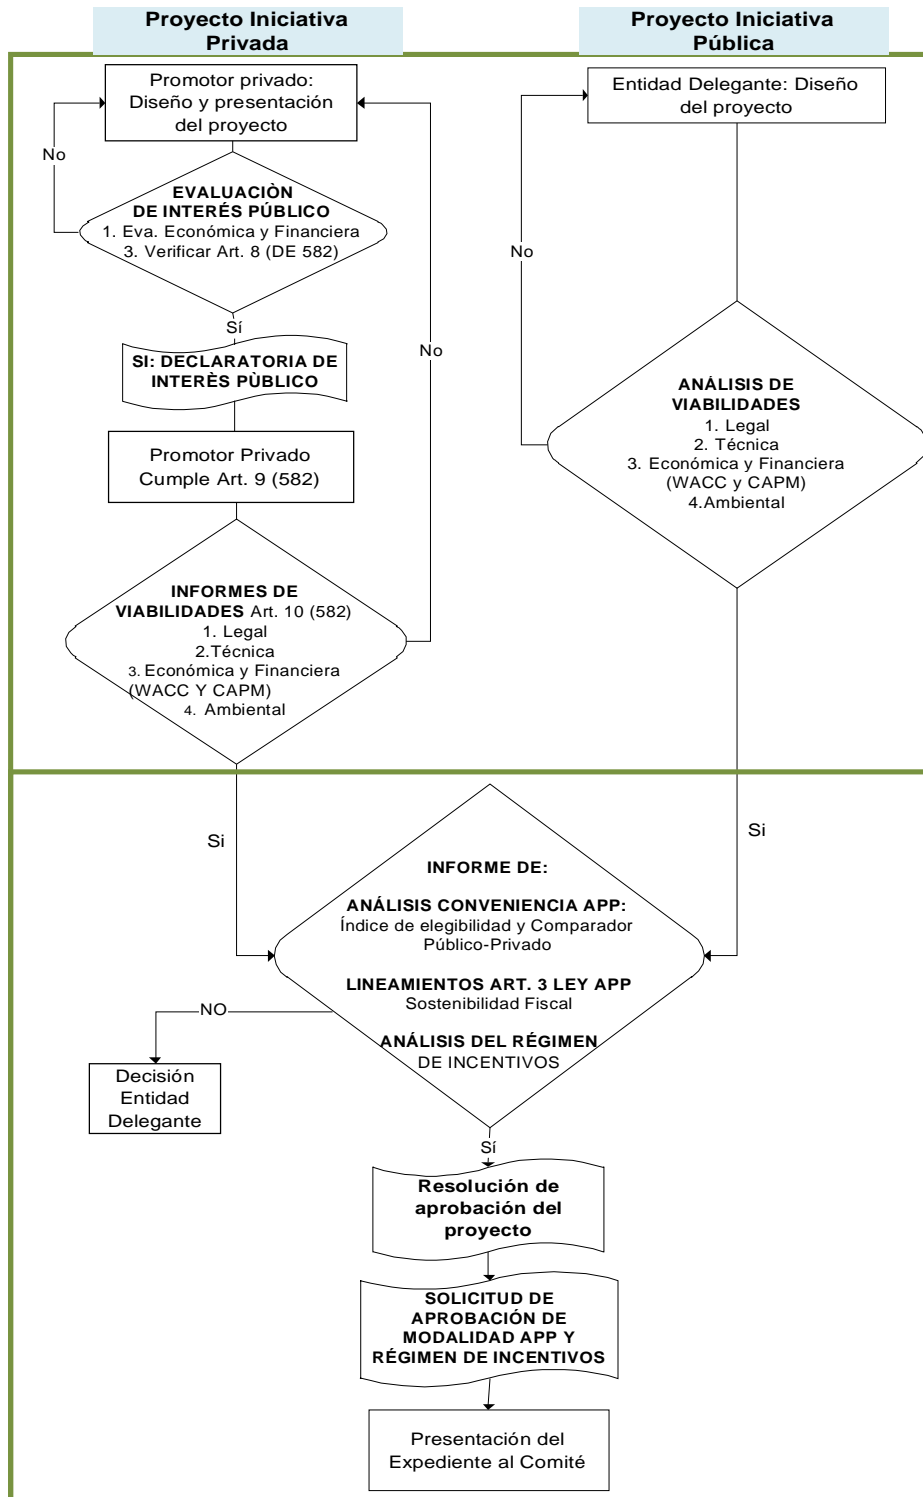 Proyecto Iniciativa
Privada
Proyecto Iniciativa
Pública
Promotor privado:
Diseño y presentación
del proyecto
No
EVALUACIÒN
DE INTERÉS PÚBLICO
1. Eva. Económica y Financiera
3. Verificar Art. 8 (DE 582)
Sí
SI: DECLARATORIA DE
INTERÈS PÙBLICO
No
Promotor Privado
Cumple Art. 9 (582)
INFORMES DE
VIABILIDADES Art. 10 (582)
1. Legal
2.Técnica
3. Económica y Financiera
(WACC Y CAPM)
4. Ambiental
Si
Entidad Delegante: Diseño
del proyecto
No
ANÁLISIS DE
VIABILIDADES
1. Legal
2. Técnica
3. Económica y Financiera
(WACC y CAPM)
4.Ambiental
Si
INFORME DE:
ANÁLISIS CONVENIENCIA APP:
Índice de elegibilidad y Comparador
Público-Privado
LINEAMIENTOS ART. 3 LEY APP
Sostenibilidad Fiscal
ANÁLISIS DEL RÉGIMEN
DE INCENTIVOS
NO
Decisión
Entidad
Delegante
Sí
Resolución de
aprobación del
proyecto
SOLICITUD DE
APROBACIÓN DE
MODALIDAD APP Y
RÉGIMEN DE INCENTIVOS
Presentación del
Expediente al Comité